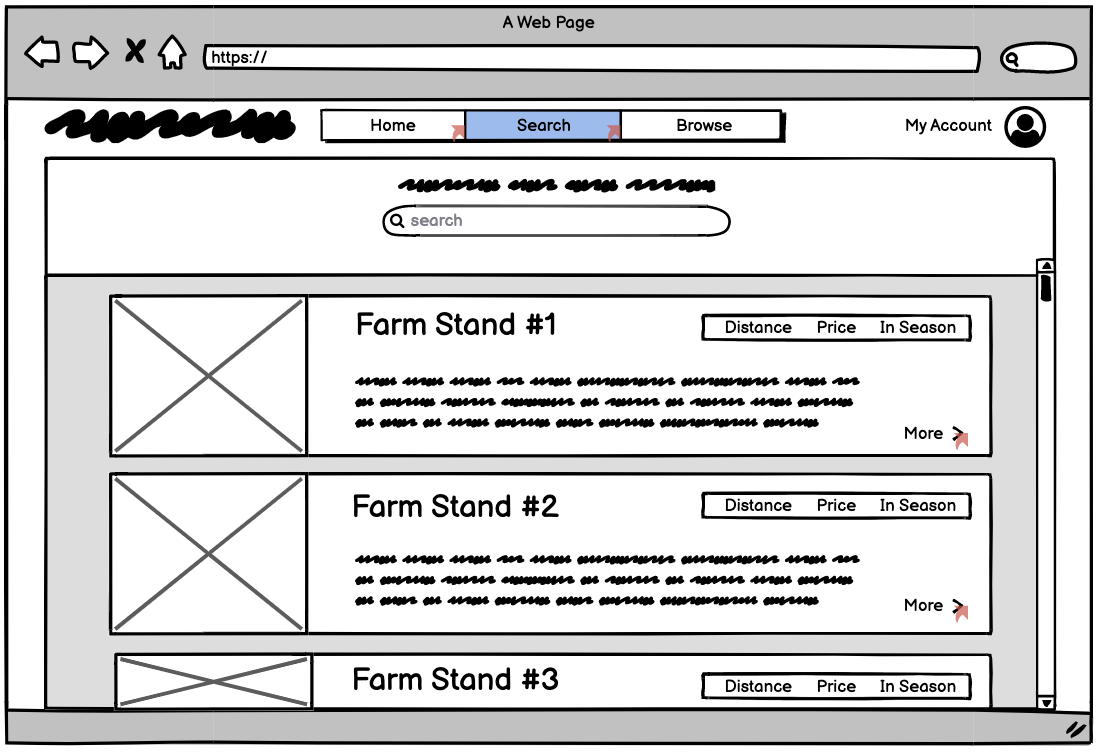 A Web Page
https://
Home Search Browse My Account
search
Farm Stand #1 Distance Price In Season
More >
Farm Stand #2 Distance Price In Season
More >
Farm Stand #3 Distance Price In Season